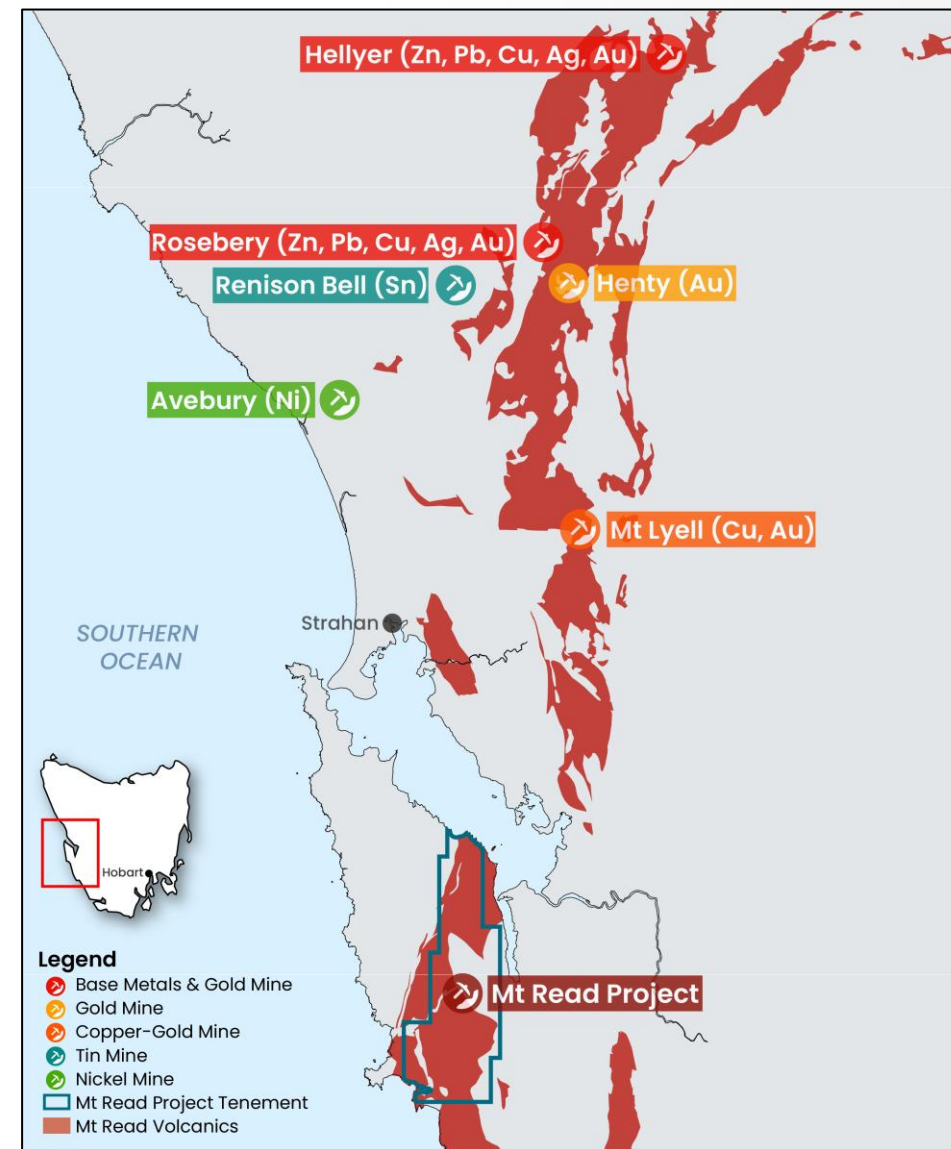 Hellyer (Zn, Pb, Cu, Ag, Au)
Rosebery (Zn, Pb, Cu, Ag, Au)
Renison Bell (Sn)
Henty (Au)
Avebury (Ni)
Mt Lyell (Cu, Au)
Strahan
SOUTHERN
OCEAN
Hobart
Mt Read Project
Legend
Base Metals & Gold Mine
Gold Mine
Copper-Gold Mine
Tin Mine
Nickel Mine
Mt Read Project Tenement
Mt Read Volcanics